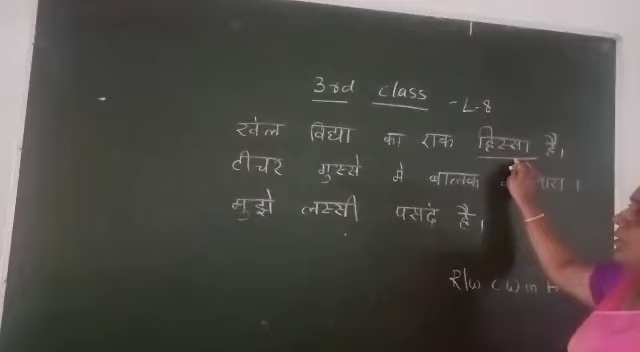 3rd class - L-8
खेल विद्या का एक हिस्सा है।
टीचर गुस्से मे बालक मारा।
मुझे लस्सी पसंद है।
R/w cw in